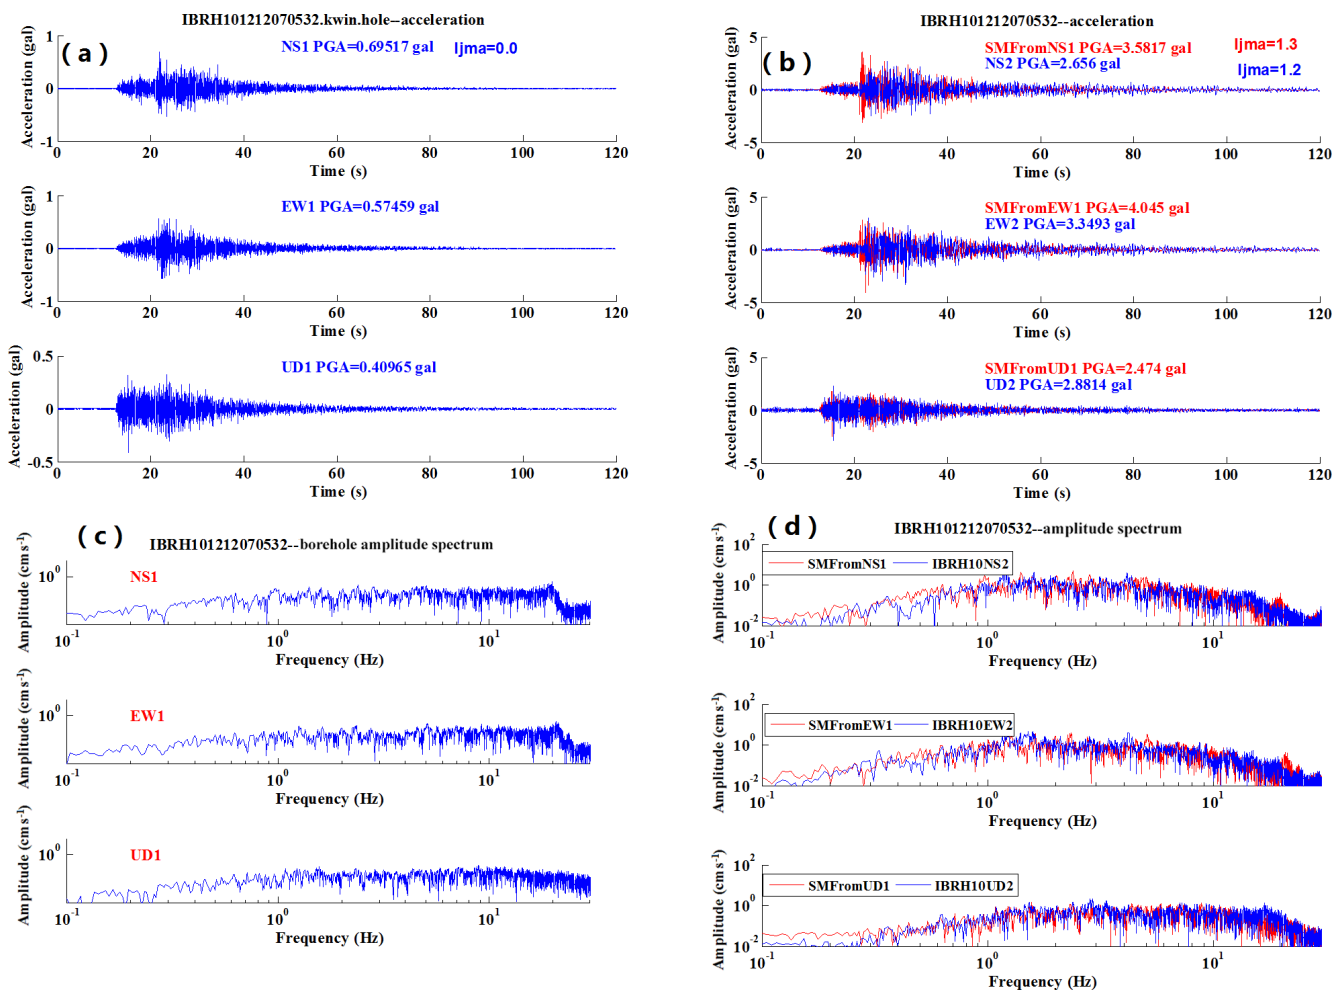 IBRH101212070532.kwin.hole--acceleration
(a)
NS1 PGA=0.69517 gal
Ijma=0.0
Acceleration (gal)
1
0
-1
0 20 40 60 80 100 120
Time (s)
EW1 PGA=0.57459 gal
Acceleration (gal)
1
0
-1
0 20 40 60 80 100 120
Time (s)
UD1 PGA=0.40965 gal
Acceleration (gal)
0.5
0
-0.5
0 20 40 60 80 100 120
Time (s)
IBRH101212070532--acceleration
(b)
SMFromNS1 PGA=3.5817 gal
NS2 PGA=2.656 gal
Ijma=1.3
Ijma=1.2
Acceleration (gal)
5
0
-5
0 20 40 60 80 100 120
Time (s)
SMFromEW1 PGA=4.045 gal
EW2 PGA=3.3493 gal
Acceleration (gal)
5
0
-5
0 20 40 60 80 100 120
Time (s)
SMFromUD1 PGA=2.474 gal
UD2 PGA=2.8814 gal
Acceleration (gal)
5
0
-5
0 20 40 60 80 100 120
Time (s)
(c)
IBRH101212070532--borehole amplitude spectrum
NS1
Amplitude (cm s⁻¹)
10⁰
10⁻¹ 10⁰ 10¹
Frequency (Hz)
EW1
Amplitude (cm s⁻¹)
10⁰
10⁻¹ 10⁰ 10¹
Frequency (Hz)
UD1
Amplitude (cm s⁻¹)
10⁰
10⁻¹ 10⁰ 10¹
Frequency (Hz)
(d)
IBRH101212070532--amplitude spectrum
SMFromNS1 IBRH10NS2
Amplitude (cm s⁻¹)
10²
10⁰
10⁻²
10⁻¹ 10⁰ 10¹
Frequency (Hz)
SMFromEW1 IBRH10EW2
Amplitude (cm s⁻¹)
10²
10⁰
10⁻²
10⁻¹ 10⁰ 10¹
Frequency (Hz)
SMFromUD1 IBRH10UD2
Amplitude (cm s⁻¹)
10²
10⁰
10⁻²
10⁻¹ 10⁰ 10¹
Frequency (Hz)